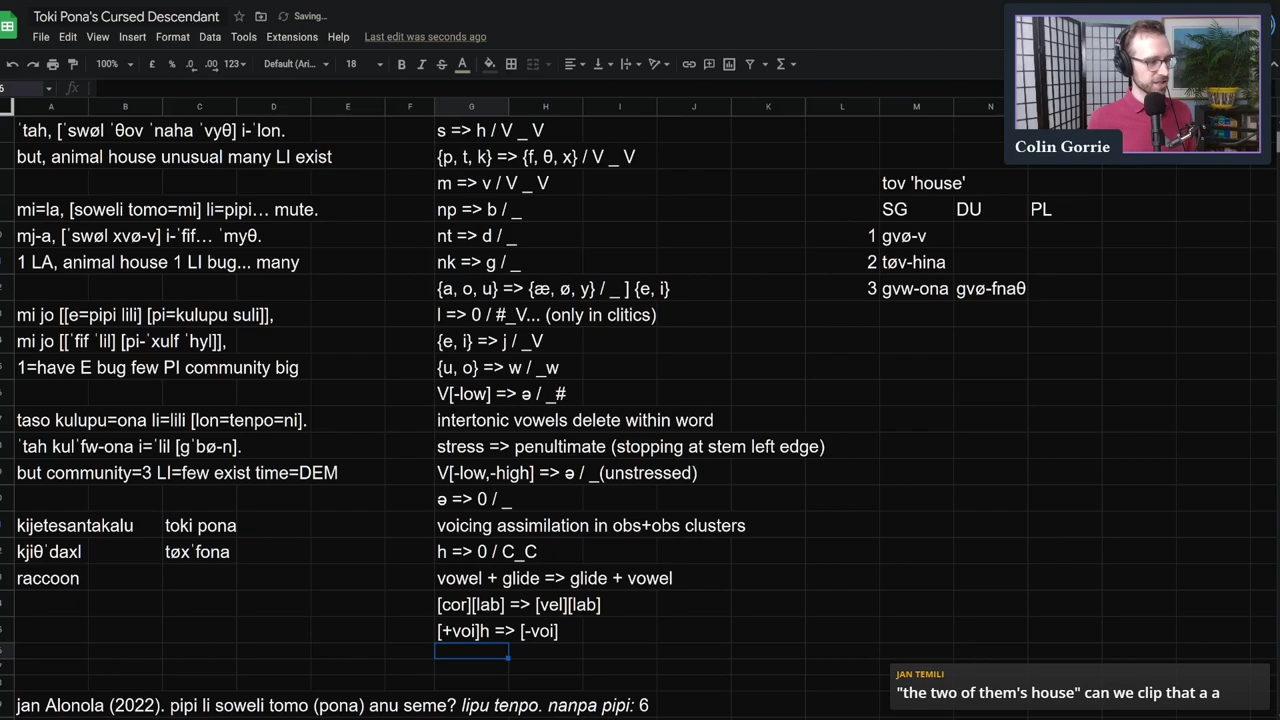 Toki Pona's Cursed Descendant
Saving...
File Edit View Insert Format Data Tools Extensions Help Last edit was seconds ago
100% £ % .0 .00 123 Default (Ari... 18 B I S A
A B C D E F G H I J K L M N
ˈtah, [ˈswøl ˈθov ˈnaha ˈvyθ] i-ˈlon. s => h / V _ V
but, animal house unusual many LI exist {p, t, k} => {f, θ, x} / V _ V
m => v / V _ V tov 'house'
mi=la, [soweli tomo=mi] li=pipi… mute. np => b / _ SG DU PL
mj-a, [ˈswøl xvø-v] i-ˈfif… ˈmyθ. nt => d / _ 1 gvø-v
1 LA, animal house 1 LI bug... many nk => g / _ 2 tøv-hina
{a, o, u} => {æ, ø, y} / _ ] {e, i} 3 gvw-ona gvø-fnaθ
mi jo [[e=pipi lili] [pi=kulupu suli]], l => 0 / #_V... (only in clitics)
mi jo [[ˈfif ˈlil] [pi-ˈxulf ˈhyl]], {e, i} => j / _V
1=have E bug few PI community big {u, o} => w / _w
V[-low] => ə / _#
taso kulupu=ona li=lili [lon=tenpo=ni]. intertonic vowels delete within word
ˈtah kulˈfw-ona i=ˈlil [gˈbø-n]. stress => penultimate (stopping at stem left edge)
but community=3 LI=few exist time=DEM V[-low,-high] => ə / _(unstressed)
ə => 0 / _
kijetesantakalu toki pona voicing assimilation in obs+obs clusters
kjiθˈdaxl tøxˈfona h => 0 / C_C
raccoon vowel + glide => glide + vowel
[cor][lab] => [vel][lab]
[+voi]h => [-voi]
jan Alonola (2022). pipi li soweli tomo (pona) anu seme? lipu tenpo. nanpa pipi: 6
Colin Gorrie
JAN TEMILI
"the two of them's house" can we clip that a a